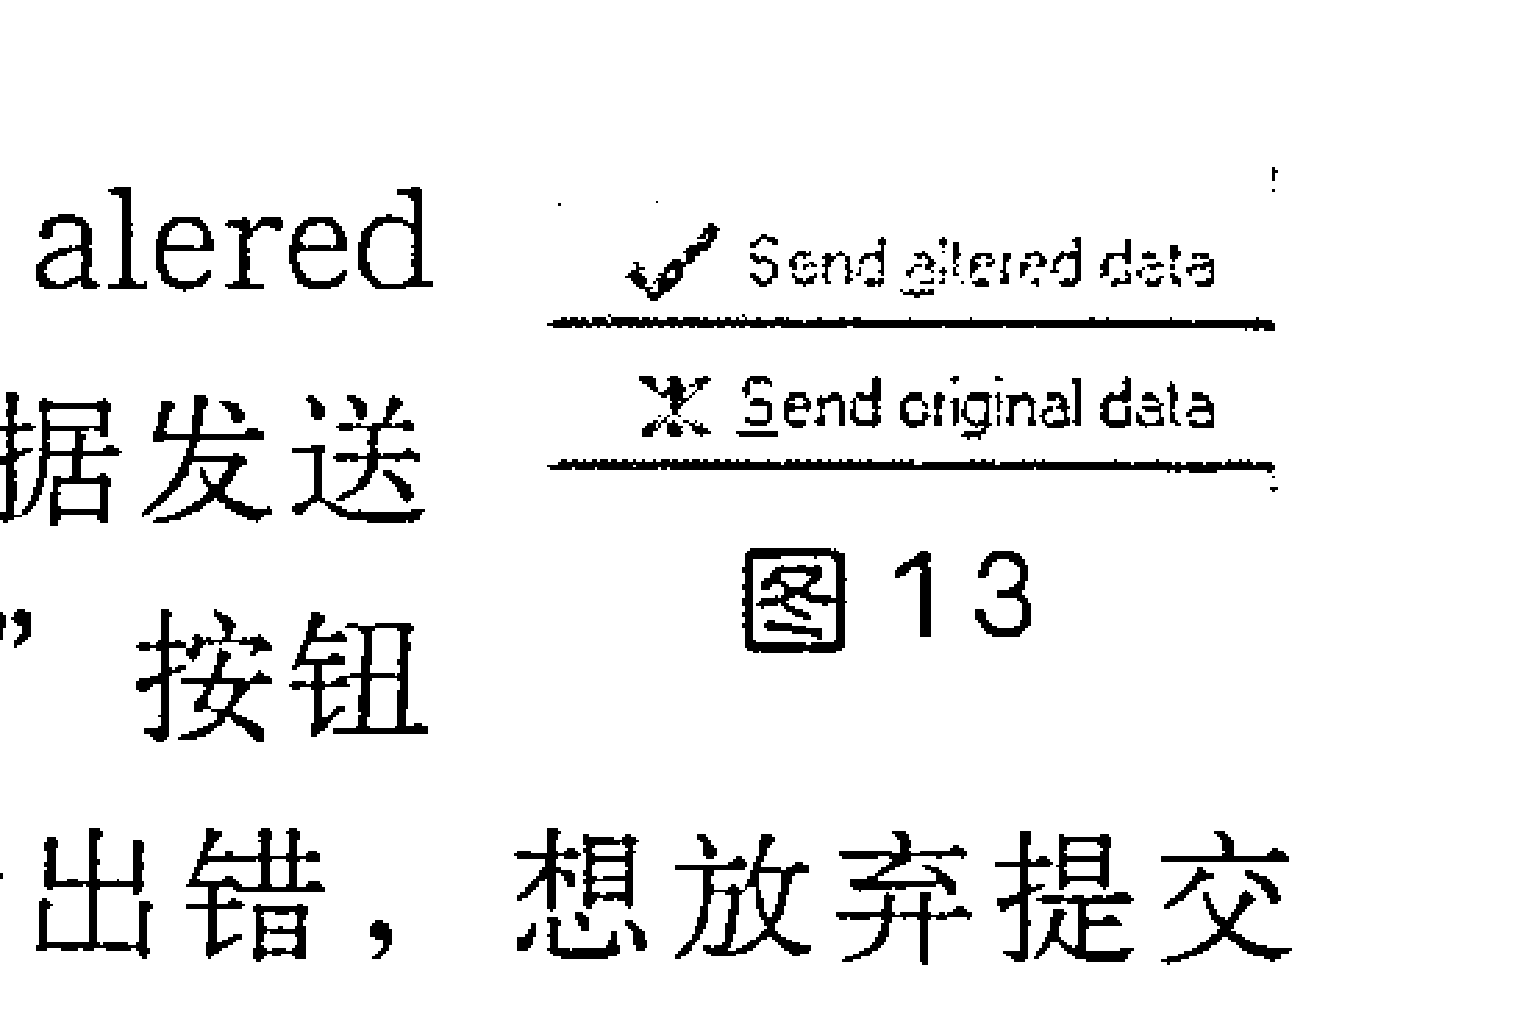 alered
据发送
”按钮
出错，想放弃提交
Send altered data
Send original data
图 13